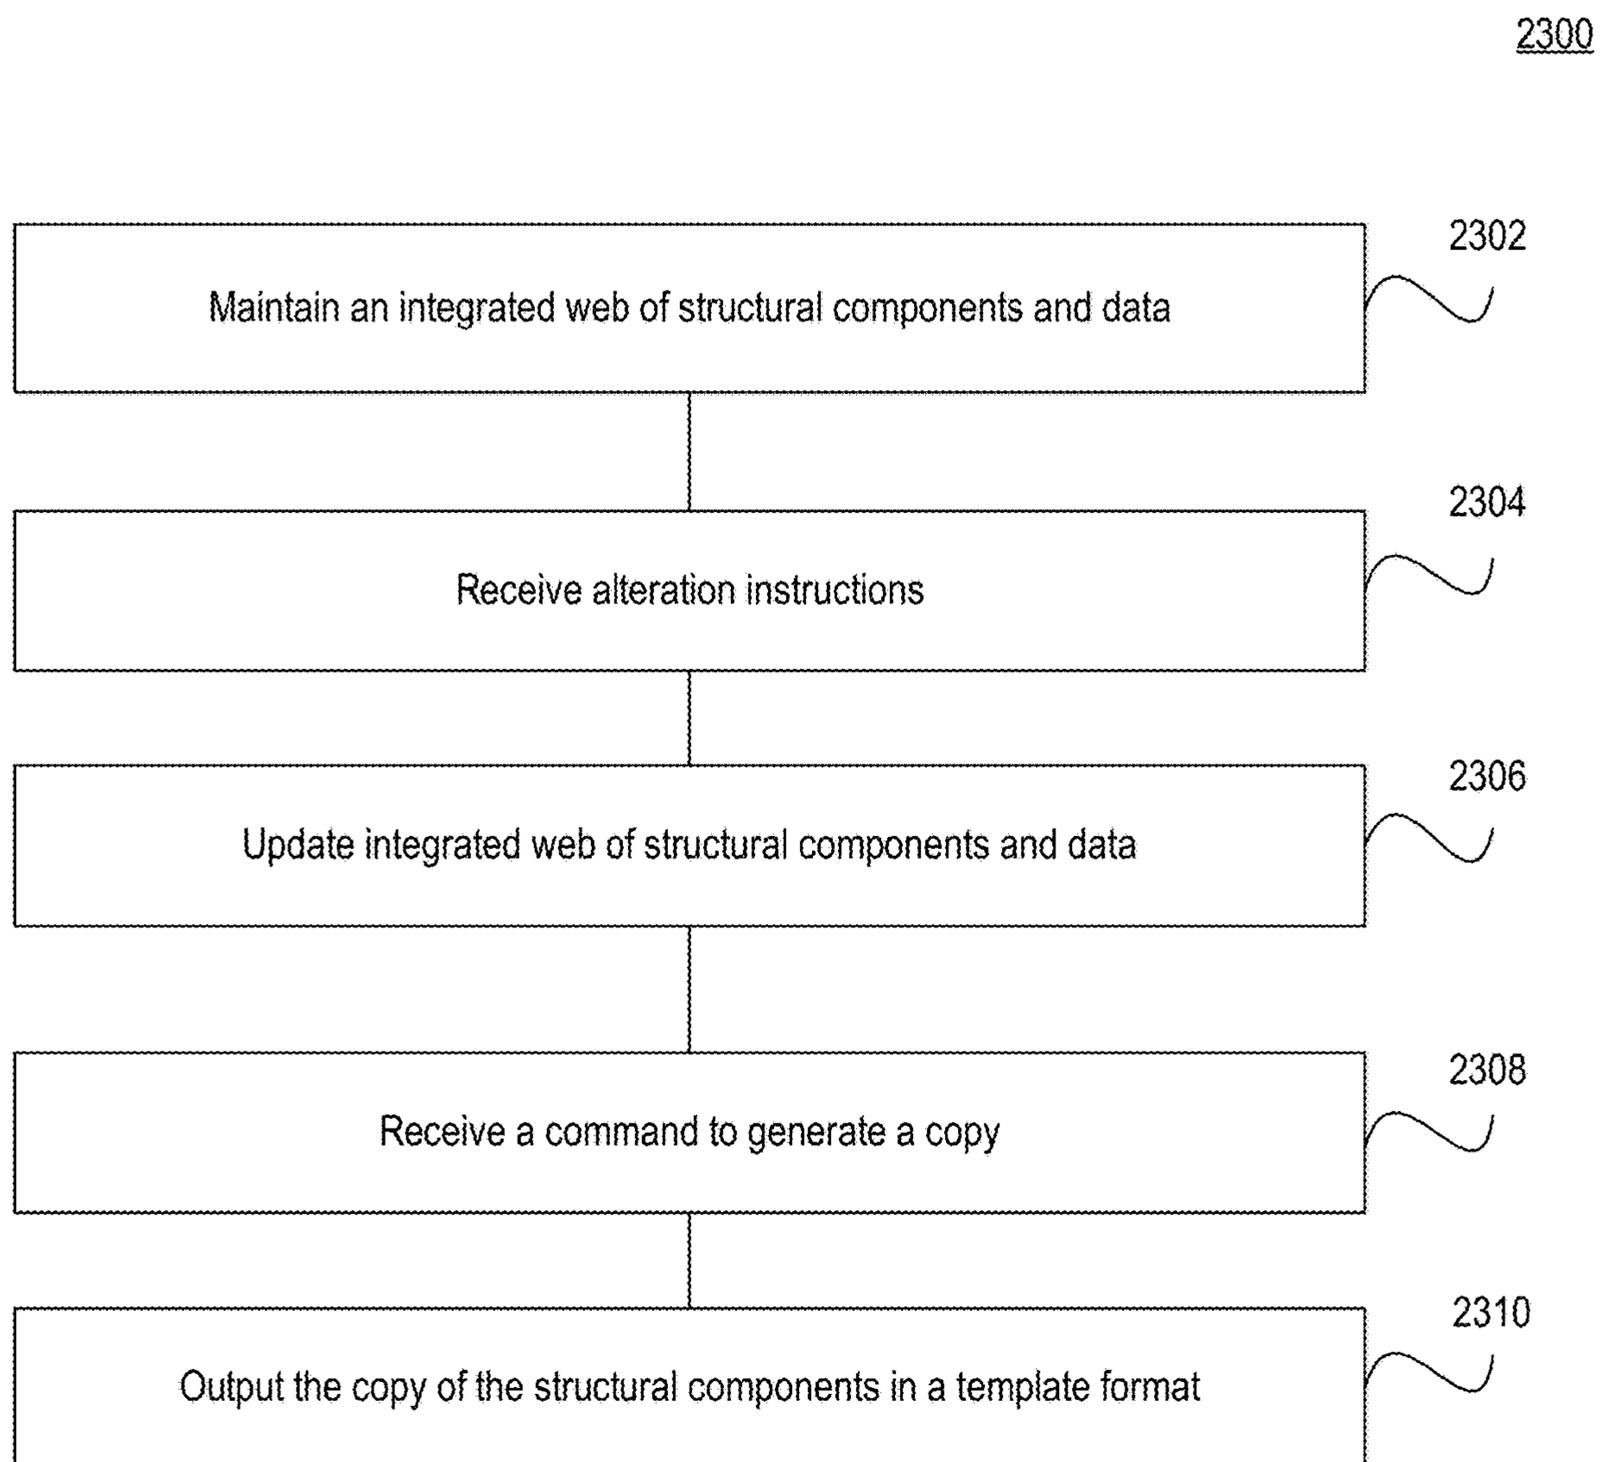 2300
2302
Maintain an integrated web of structural components and data
2304
Receive alteration instructions
2306
Update integrated web of structural components and data
2308
Receive a command to generate a copy
2310
Output the copy of the structural components in a template format